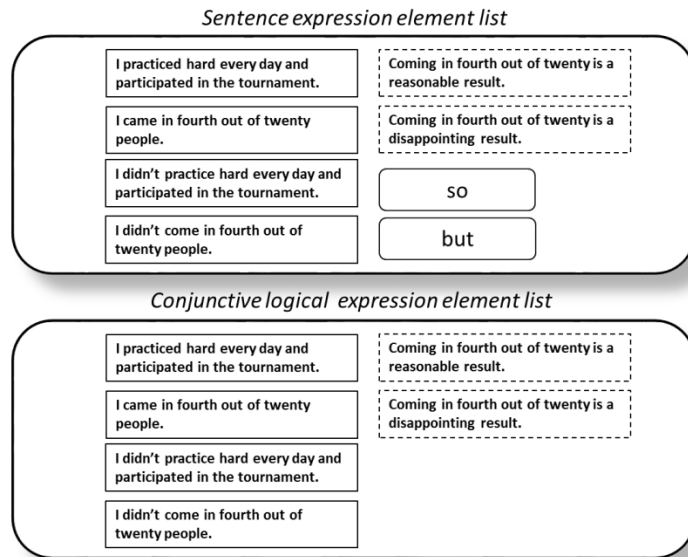 Sentence expression element list
I practiced hard every day and
participated in the tournament.
I came in fourth out of twenty
people.
I didn't practice hard every day and
participated in the tournament.
I didn't come in fourth out of
twenty people.
Coming in fourth out of twenty is a
reasonable result.
Coming in fourth out of twenty is a
disappointing result.
so
but
Conjunctive logical expression element list
I practiced hard every day and
participated in the tournament.
I came in fourth out of twenty
people.
I didn't practice hard every day and
participated in the tournament.
I didn't come in fourth out of
twenty people.
Coming in fourth out of twenty is a
reasonable result.
Coming in fourth out of twenty is a
disappointing result.